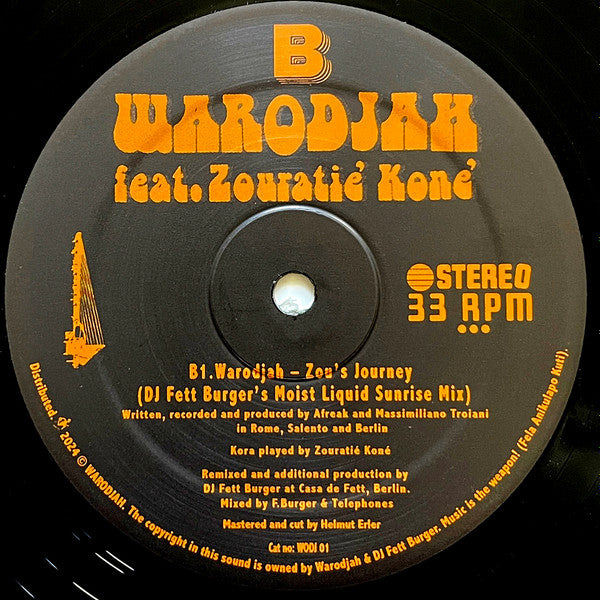 B
WARODJAH
feat. Zouratié Koné
STEREO
33 RPM
B1.Warodjah – Zou's Journey
(DJ Fett Burger's Moist Liquid Sunrise Mix)
Written, recorded and produced by Afreak and Massimiliano Troiani
in Rome, Salento and Berlin
Kora played by Zouratié Koné
Remixed and additional production by
DJ Fett Burger at Casa de Fett, Berlin.
Mixed by F.Burger & Telephones
Mastered and cut by Helmut Erler
Cat no: WODJ 01
Distributed. 2024 © WARODJAH. The copyright in this sound is owned by Warodjah & DJ Fett Burger. Music is the weapon! (Fela Anikulapo Kuti).